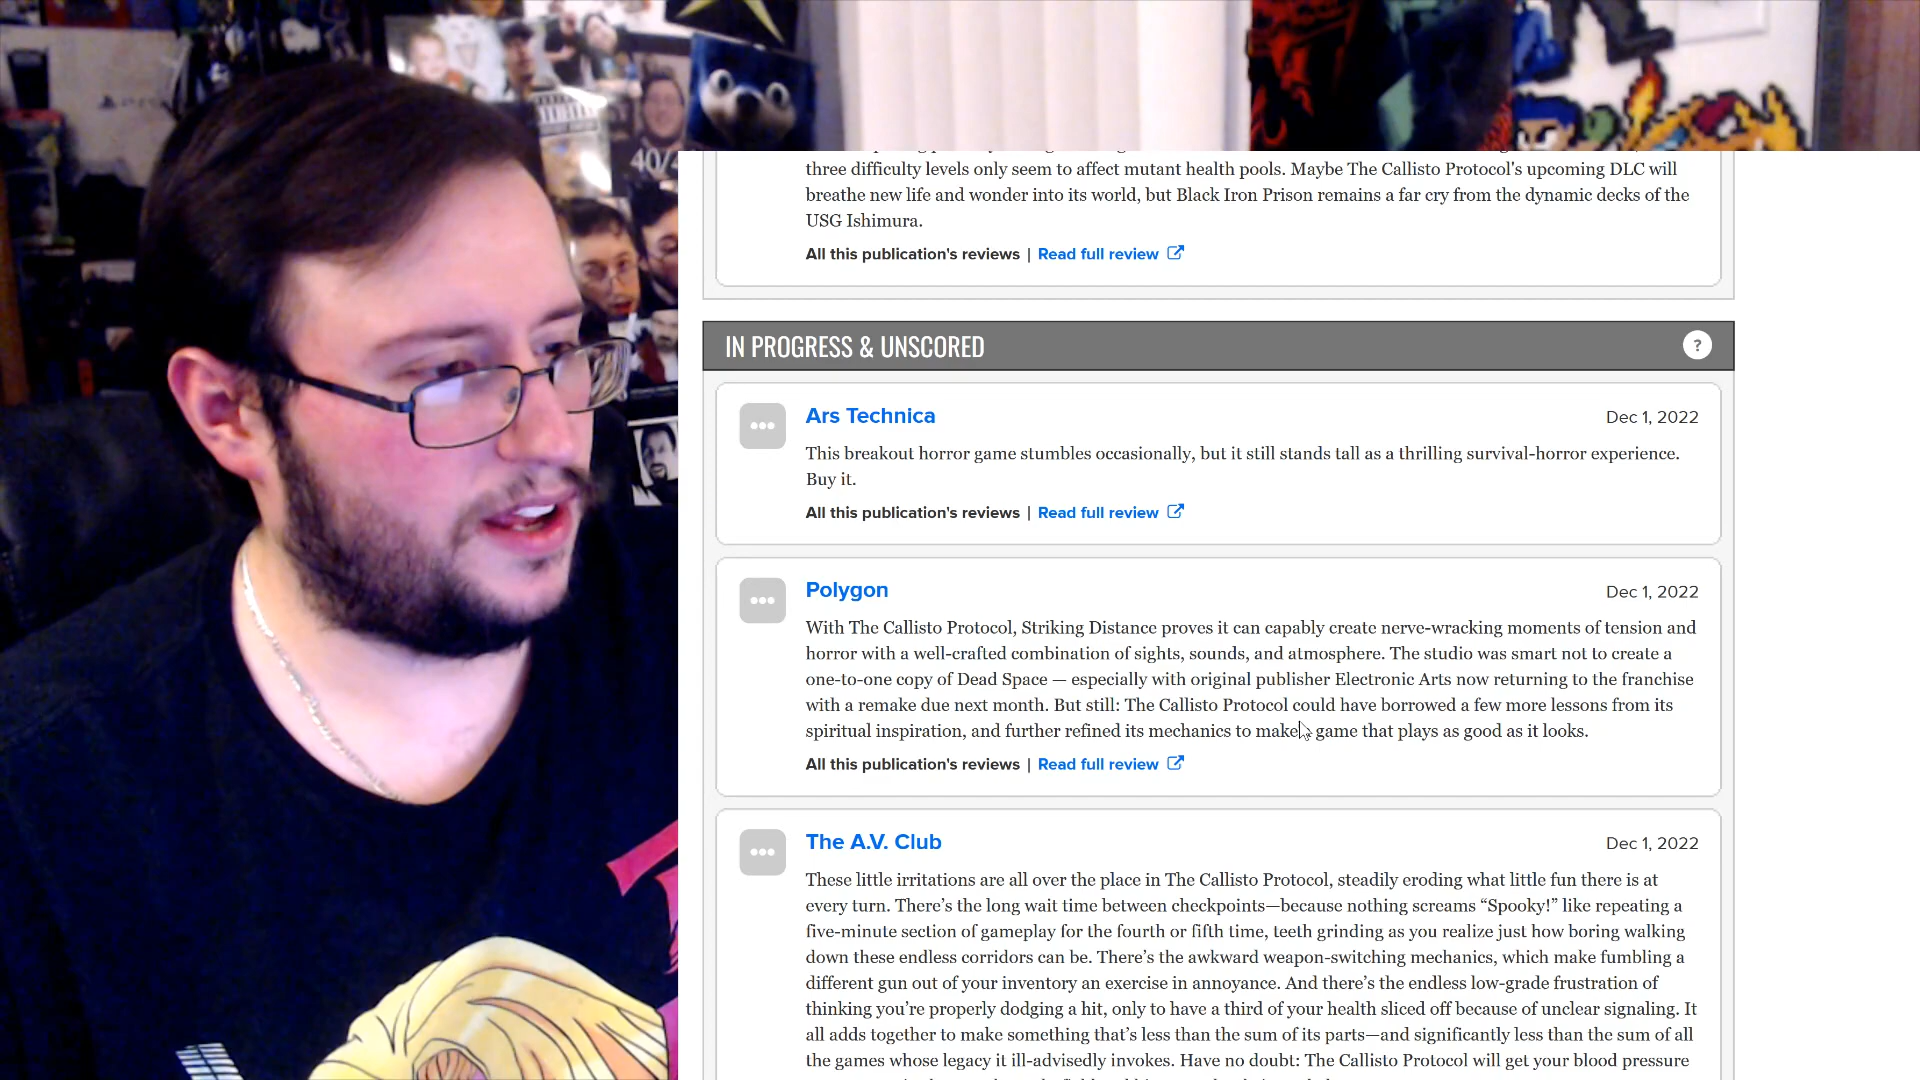 40/4
three difficulty levels only seem to affect mutant health pools. Maybe The Callisto Protocol's upcoming DLC will
breathe new life and wonder into its world, but Black Iron Prison remains a far cry from the dynamic decks of the
USG Ishimura.
All this publication's reviews | Read full review
IN PROGRESS & UNSCORED
?
Ars Technica
Dec 1, 2022
This breakout horror game stumbles occasionally, but it still stands tall as a thrilling survival-horror experience.
Buy it.
All this publication's reviews | Read full review
Polygon
Dec 1, 2022
With The Callisto Protocol, Striking Distance proves it can capably create nerve-wracking moments of tension and
horror with a well-crafted combination of sights, sounds, and atmosphere. The studio was smart not to create a
one-to-one copy of Dead Space — especially with original publisher Electronic Arts now returning to the franchise
with a remake due next month. But still: The Callisto Protocol could have borrowed a few more lessons from its
spiritual inspiration, and further refined its mechanics to make game that plays as good as it looks.
All this publication's reviews | Read full review
The A.V. Club
Dec 1, 2022
These little irritations are all over the place in The Callisto Protocol, steadily eroding what little fun there is at
every turn. There’s the long wait time between checkpoints—because nothing screams “Spooky!” like repeating a
five-minute section of gameplay for the fourth or fifth time, teeth grinding as you realize just how boring walking
down these endless corridors can be. There’s the awkward weapon-switching mechanics, which make fumbling a
different gun out of your inventory an exercise in annoyance. And there’s the endless low-grade frustration of
thinking you’re properly dodging a hit, only to have a third of your health sliced off because of unclear signaling. It
all adds together to make something that’s less than the sum of its parts—and significantly less than the sum of all
the games whose legacy it ill-advisedly invokes. Have no doubt: The Callisto Protocol will get your blood pressure